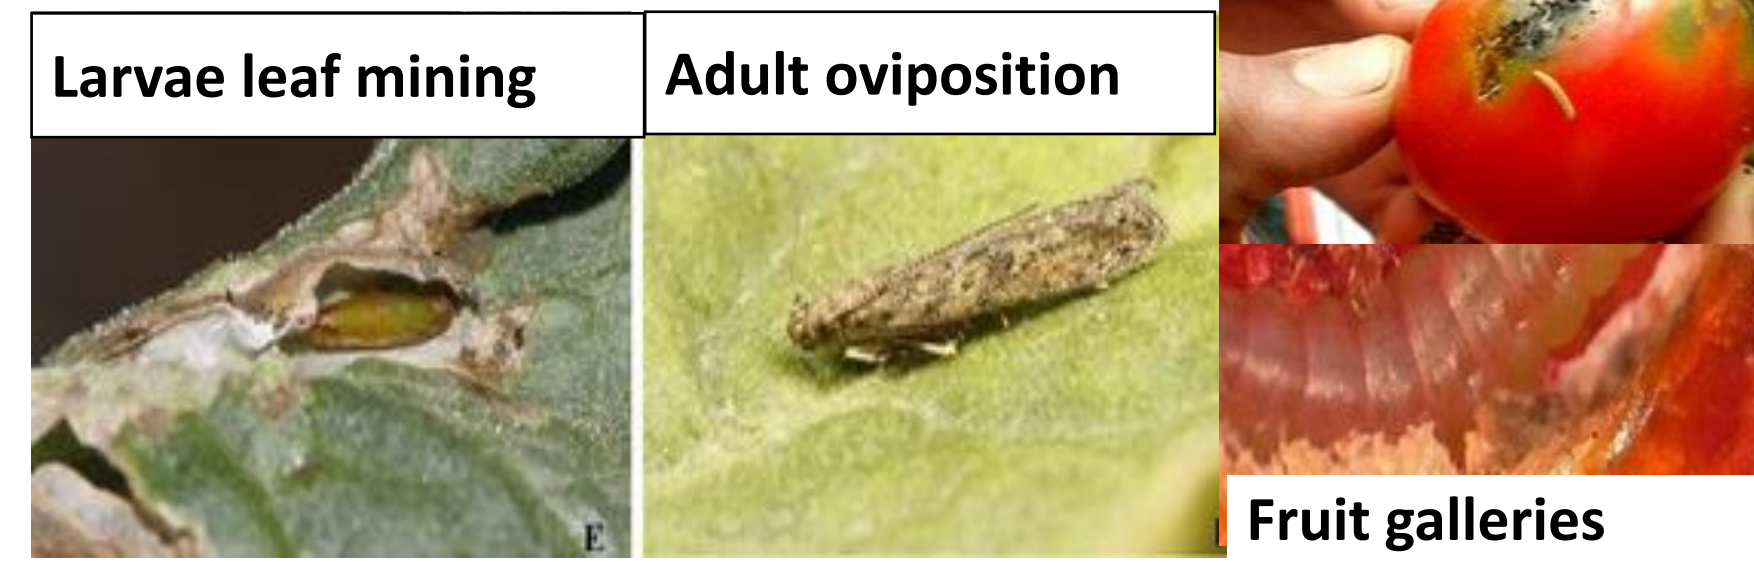 Larvae leaf mining
Adult oviposition
E
Fruit galleries